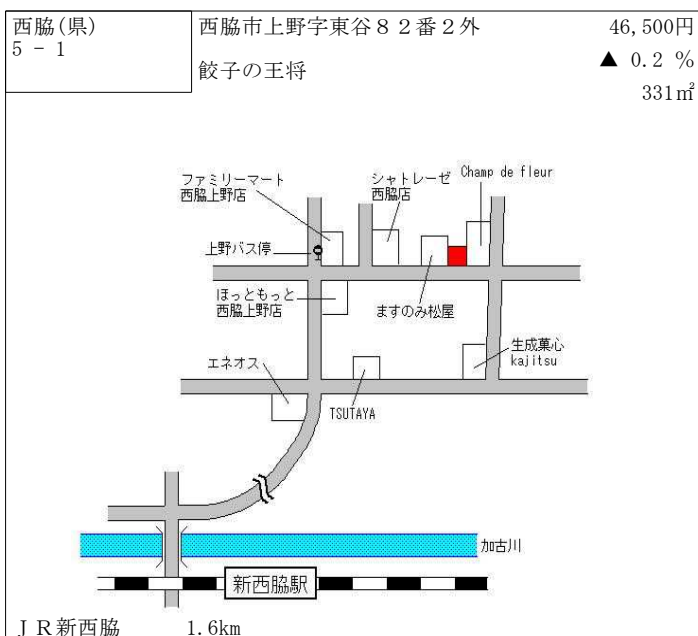 西脇(県)
5 - 1
西脇市上野字東谷８２番２外
餃子の王将
46,500円
▲ 0.2 %
331㎡
ファミリーマート
西脇上野店
シャトレーゼ
西脇店
Champ de fleur
上野バス停
ほっともっと
西脇上野店
ますのみ松屋
エネオス
TSUTAYA
生成菓心
kajitsu
加古川
新西脇駅
ＪＲ新西脇 1.6km